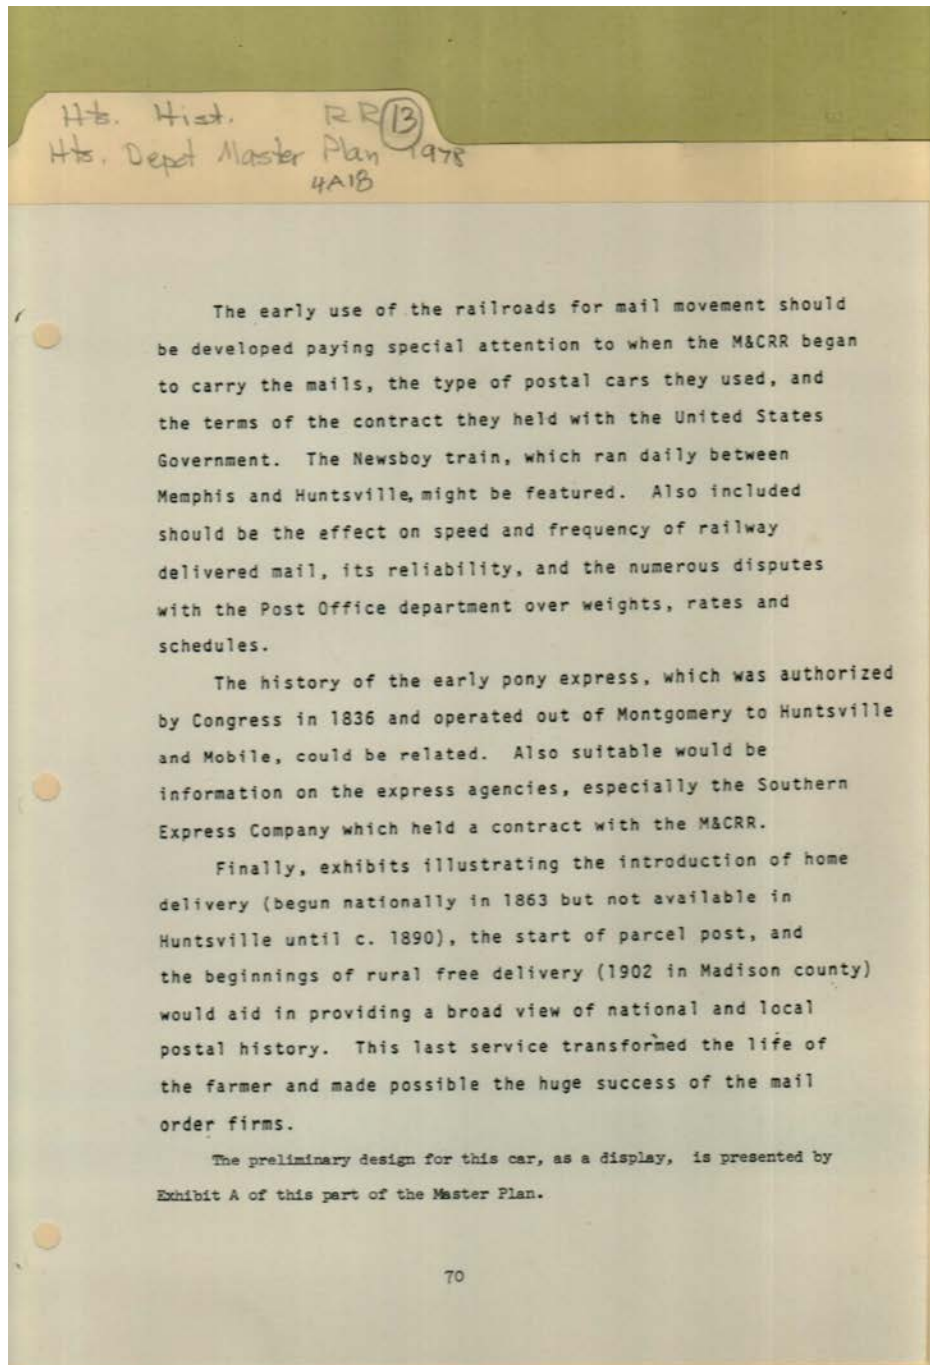 Hts. Hist. RR 13
Hts. Depot Master Plan 1978
4A1B
The early use of the railroads for mail movement should
be developed paying special attention to when the M&CRR began
to carry the mails, the type of postal cars they used, and
the terms of the contract they held with the United States
Government. The Newsboy train, which ran daily between
Memphis and Huntsville, might be featured. Also included
should be the effect on speed and frequency of railway
delivered mail, its reliability, and the numerous disputes
with the Post Office department over weights, rates and
schedules.
The history of the early pony express, which was authorized
by Congress in 1836 and operated out of Montgomery to Huntsville
and Mobile, could be related. Also suitable would be
information on the express agencies, especially the Southern
Express Company which held a contract with the M&CRR.
Finally, exhibits illustrating the introduction of home
delivery (begun nationally in 1863 but not available in
Huntsville until c. 1890), the start of parcel post, and
the beginnings of rural free delivery (1902 in Madison county)
would aid in providing a broad view of national and local
postal history. This last service transformed the life of
the farmer and made possible the huge success of the mail
order firms.
The preliminary design for this car, as a display, is presented by
Exhibit A of this part of the Master Plan.
70